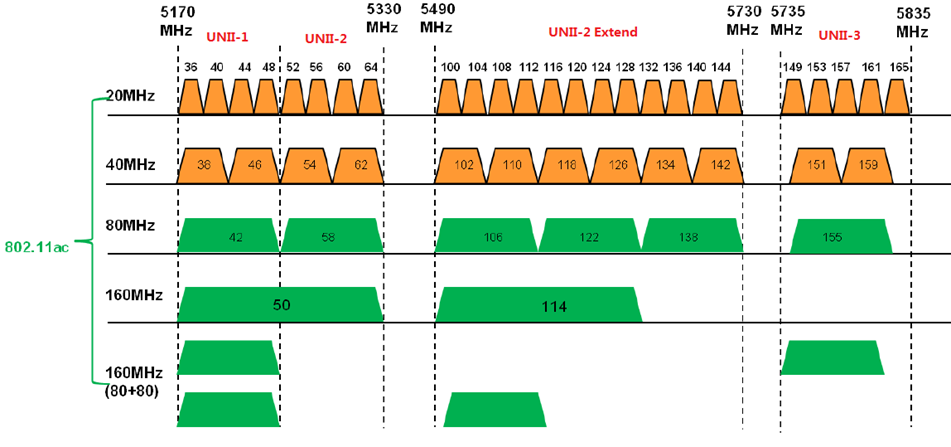 5170 MHz UNII-1 UNII-2 5330 MHz 5490 MHz UNII-2 Extend 5730 MHz 5735 MHz UNII-3 5835 MHz
36 40 44 48 52 56 60 64 100 104 108 112 116 120 124 128 132 136 140 144 149 153 157 161 165
20MHz
40MHz 38 46 54 62 102 110 118 126 134 142 151 159
80MHz 42 58 106 122 138 155
802.11ac
160MHz 50 114
160MHz
(80+80)